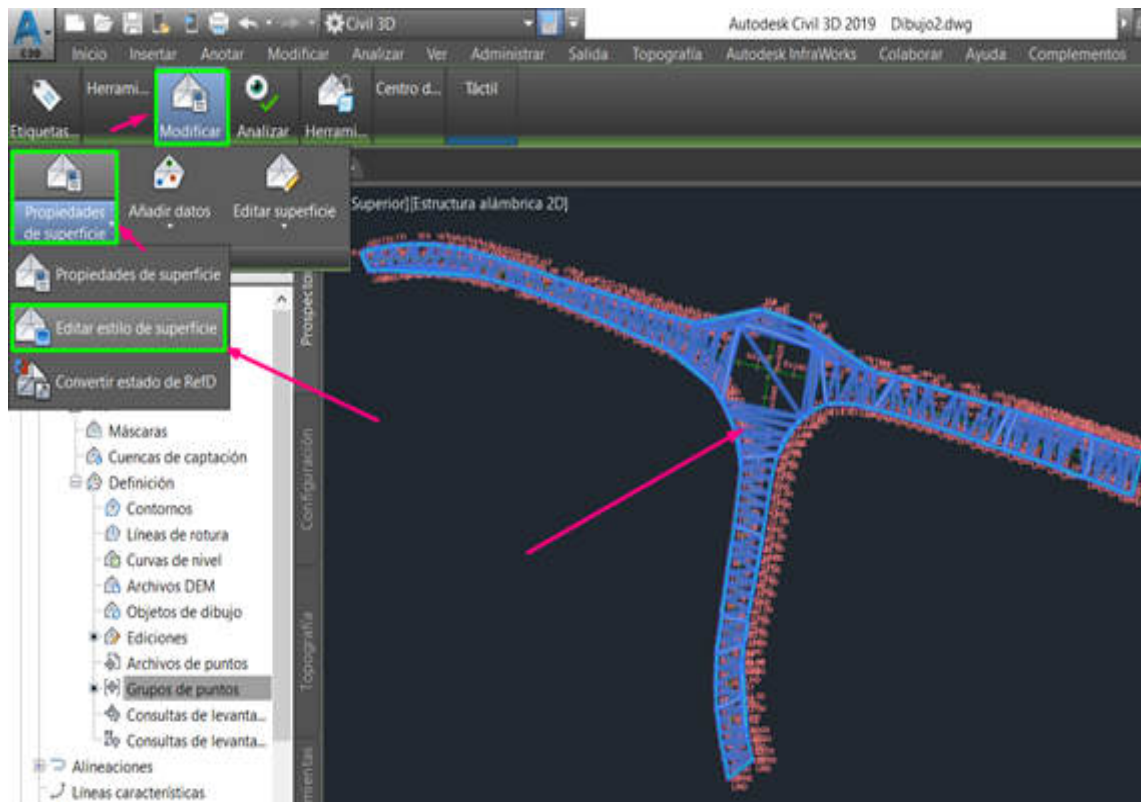 C3D
Civil 3D
Autodesk Civil 3D 2019 Dibujo2.dwg
Inicio Insertar Anotar Modificar Analizar Ver Administrar Salida Topografía Autodesk InfraWorks Colaborar Ayuda Complementos
Herrami... Centro d... Táctil
Etiquetas... Modificar Analizar Herrami...
Propiedades de superficie Añadir datos Editar superficie
Superior][Estructura alámbrica 2D]
Propiedades de superficie
Editar estilo de superficie
Convertir estado de RefD
Prospecto
Máscaras
Cuencas de captación
Definición
Configuración
Contornos
Líneas de rotura
Curvas de nivel
Archivos DEM
Objetos de dibujo
Ediciones
Topografía
Archivos de puntos
Grupos de puntos
Consultas de levanta...
Consultas de levanta...
Alineaciones
mientas
Líneas características